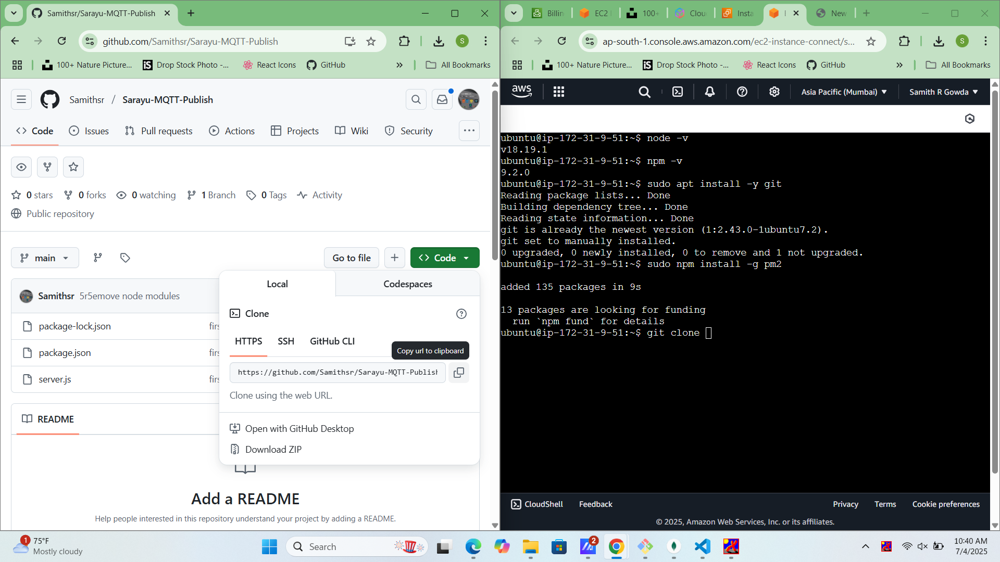 Samithsr/Sarayu-MQTT-Publish
github.com/Samithsr/Sarayu-MQTT-Publish
S
100+ Nature Picture...
Drop Stock Photo -...
React Icons
GitHub
All Bookmarks
Samithsr / Sarayu-MQTT-Publish
Code
Issues
Pull requests
Actions
Projects
Wiki
Security
0 stars
0 forks
0 watching
1 Branch
0 Tags
Activity
Public repository
main
Go to file
Code
Samithsr 5r5emove node modules
package-lock.json
firs
package.json
firs
server.js
firs
README
Local
Codespaces
Clone
HTTPS
SSH
GitHub CLI
Copy url to clipboard
https://github.com/Samithsr/Sarayu-MQTT-Publish
Clone using the web URL.
Open with GitHub Desktop
Download ZIP
Add a README
Help people interested in this repository understand your project by adding a README.
Billin
EC2
100+
Clou
Insta
New
ap-south-1.console.aws.amazon.com/ec2-instance-connect/s...
S
100+ Nature Picture...
Drop Stock Photo -...
React Icons
GitHub
All Bookmarks
aws
Asia Pacific (Mumbai)
Samith R Gowda
ubuntu@ip-172-31-9-51:~$ node -v
v18.19.1
ubuntu@ip-172-31-9-51:~$ npm -v
9.2.0
ubuntu@ip-172-31-9-51:~$ sudo apt install -y git
Reading package lists... Done
Building dependency tree... Done
Reading state information... Done
git is already the newest version (1:2.43.0-1ubuntu7.2).
git set to manually installed.
0 upgraded, 0 newly installed, 0 to remove and 1 not upgraded.
ubuntu@ip-172-31-9-51:~$ sudo npm install -g pm2
added 135 packages in 9s
13 packages are looking for funding
run `npm fund` for details
ubuntu@ip-172-31-9-51:~$ git clone
CloudShell
Feedback
Privacy
Terms
Cookie preferences
© 2025, Amazon Web Services, Inc. or its affiliates.
1
75°F
Mostly cloudy
Search
2
10:40 AM
7/4/2025